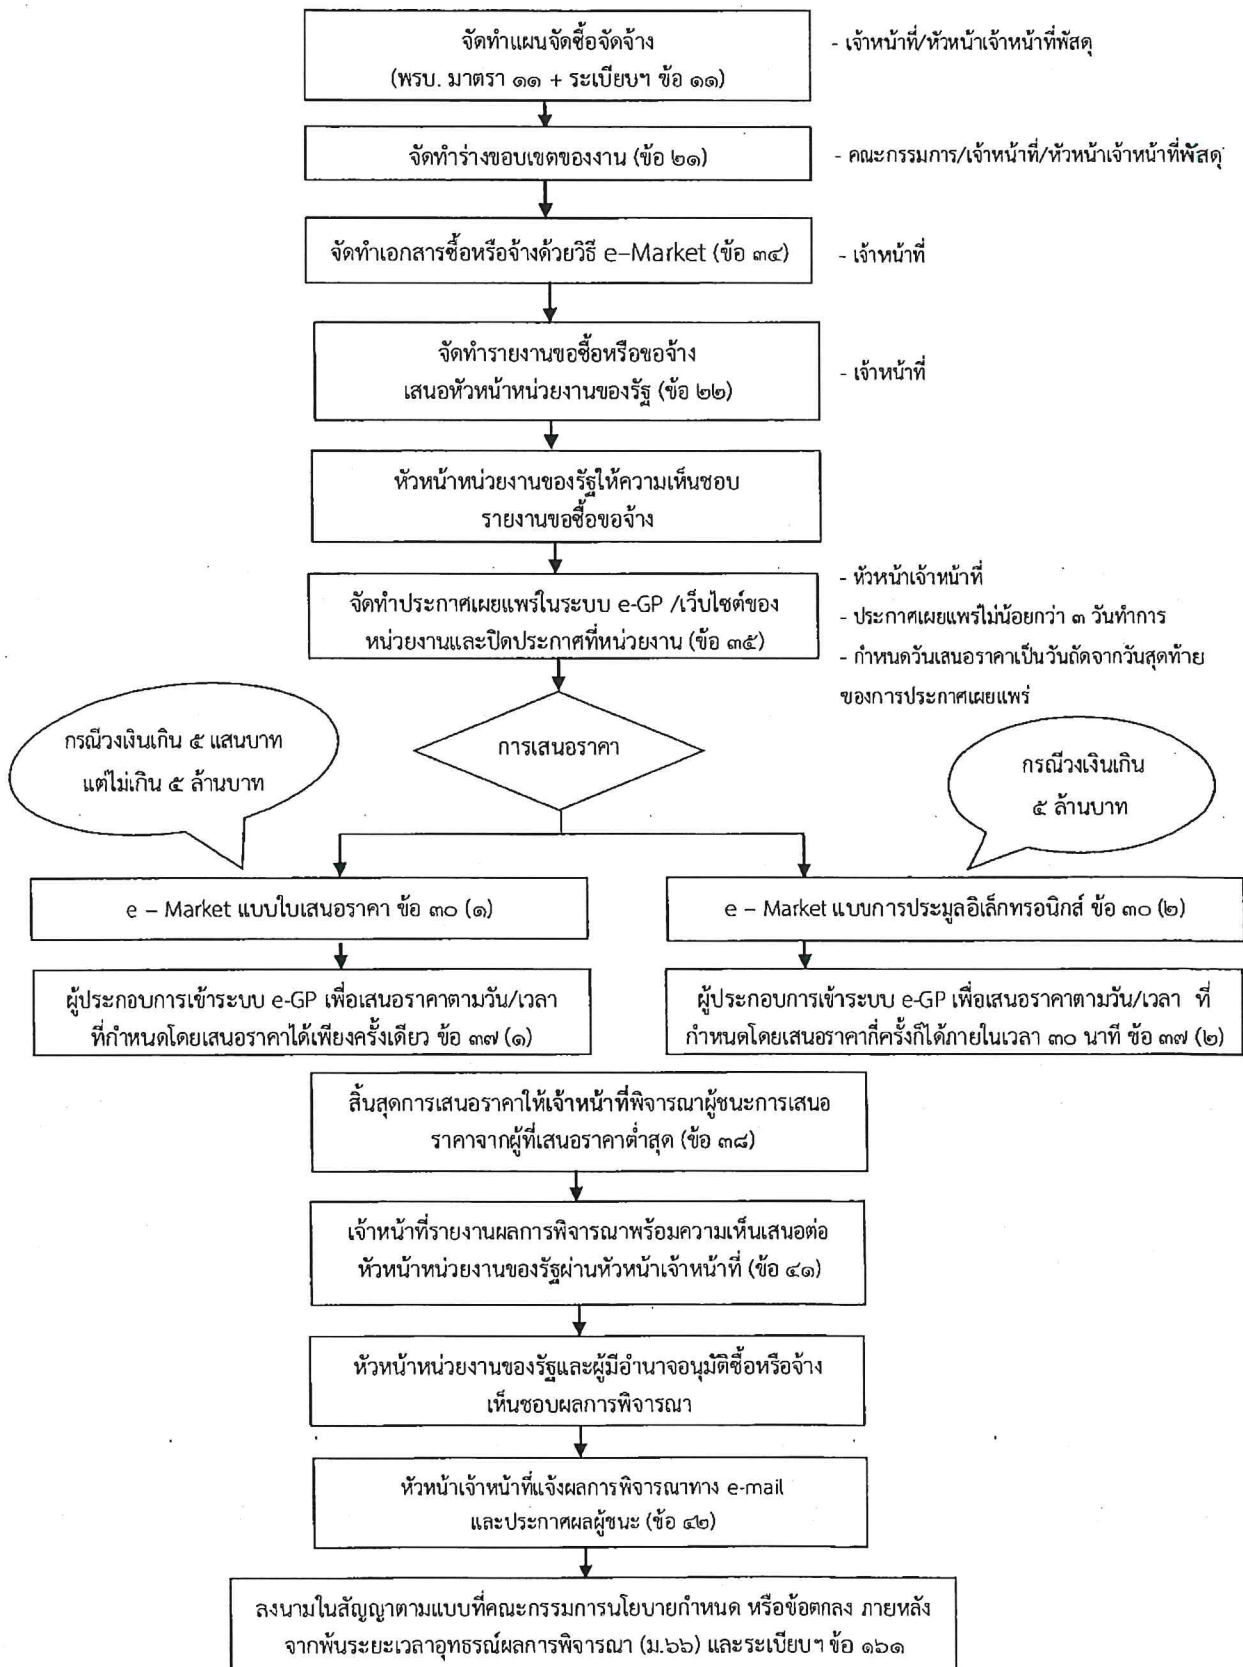 จัดทำแผนจัดซื้อจัดจ้าง
(พรบ. มาตรา ๑๑ + ระเบียบฯ ข้อ ๑๑)
- เจ้าหน้าที่/หัวหน้าเจ้าหน้าที่พัสดุ
จัดทำร่างขอบเขตของงาน (ข้อ ๒๑)
- คณะกรรมการ/เจ้าหน้าที่/หัวหน้าเจ้าหน้าที่พัสดุ
จัดทำเอกสารซื้อหรือจ้างด้วยวิธี e–Market (ข้อ ๓๔)
- เจ้าหน้าที่
จัดทำรายงานขอซื้อหรือขอจ้าง
เสนอหัวหน้าหน่วยงานของรัฐ (ข้อ ๒๒)
- เจ้าหน้าที่
หัวหน้าหน่วยงานของรัฐให้ความเห็นชอบ
รายงานขอซื้อขอจ้าง
จัดทำประกาศเผยแพร่ในระบบ e-GP /เว็บไซต์ของ
หน่วยงานและปิดประกาศที่หน่วยงาน (ข้อ ๓๕)
- หัวหน้าเจ้าหน้าที่
- ประกาศเผยแพร่ไม่น้อยกว่า ๓ วันทำการ
- กำหนดวันเสนอราคาเป็นวันถัดจากวันสุดท้าย
ของการประกาศเผยแพร่
กรณีวงเงินเกิน ๕ แสนบาท
แต่ไม่เกิน ๕ ล้านบาท
การเสนอราคา
กรณีวงเงินเกิน
๕ ล้านบาท
e – Market แบบใบเสนอราคา ข้อ ๓๐ (๑)
e – Market แบบการประมูลอิเล็กทรอนิกส์ ข้อ ๓๐ (๒)
ผู้ประกอบการเข้าระบบ e-GP เพื่อเสนอราคาตามวัน/เวลา
ที่กำหนดโดยเสนอราคาได้เพียงครั้งเดียว ข้อ ๓๗ (๑)
ผู้ประกอบการเข้าระบบ e-GP เพื่อเสนอราคาตามวัน/เวลา ที่
กำหนดโดยเสนอราคากี่ครั้งก็ได้ภายในเวลา ๓๐ นาที ข้อ ๓๗ (๒)
สิ้นสุดการเสนอราคาให้เจ้าหน้าที่พิจารณาผู้ชนะการเสนอ
ราคาจากผู้ที่เสนอราคาต่ำสุด (ข้อ ๓๘)
เจ้าหน้าที่รายงานผลการพิจารณาพร้อมความเห็นเสนอต่อ
หัวหน้าหน่วยงานของรัฐผ่านหัวหน้าเจ้าหน้าที่ (ข้อ ๔๑)
หัวหน้าหน่วยงานของรัฐและผู้มีอำนาจอนุมัติซื้อหรือจ้าง
เห็นชอบผลการพิจารณา
หัวหน้าเจ้าหน้าที่แจ้งผลการพิจารณาทาง e-mail
และประกาศผลผู้ชนะ (ข้อ ๔๒)
ลงนามในสัญญาตามแบบที่คณะกรรมการนโยบายกำหนด หรือข้อตกลง ภายหลัง
จากพ้นระยะเวลาอุทธรณ์ผลการพิจารณา (ม.๖๖) และระเบียบฯ ข้อ ๑๖๑